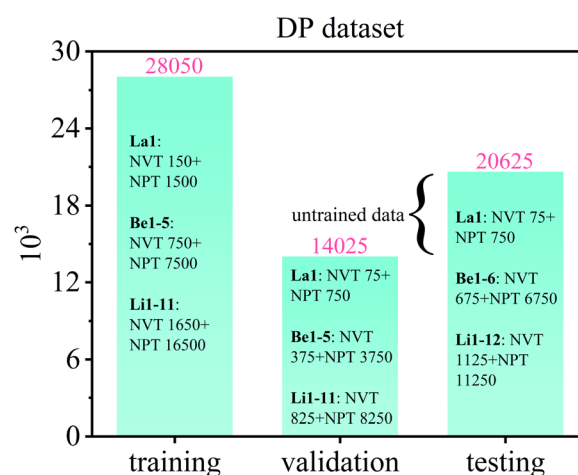 DP dataset
10³
30
24
18
12
6
0
28050
La1:
NVT 150+
NPT 1500
Be1-5:
NVT 750+
NPT 7500
Li1-11:
NVT 1650+
NPT 16500
training
untrained data
{
14025
La1: NVT 75+
NPT 750
Be1-5: NVT
375+NPT 3750
Li1-11: NVT
825+NPT 8250
validation
20625
La1: NVT 75+
NPT 750
Be1-6: NVT
675+NPT 6750
Li1-12: NVT
1125+NPT
11250
testing